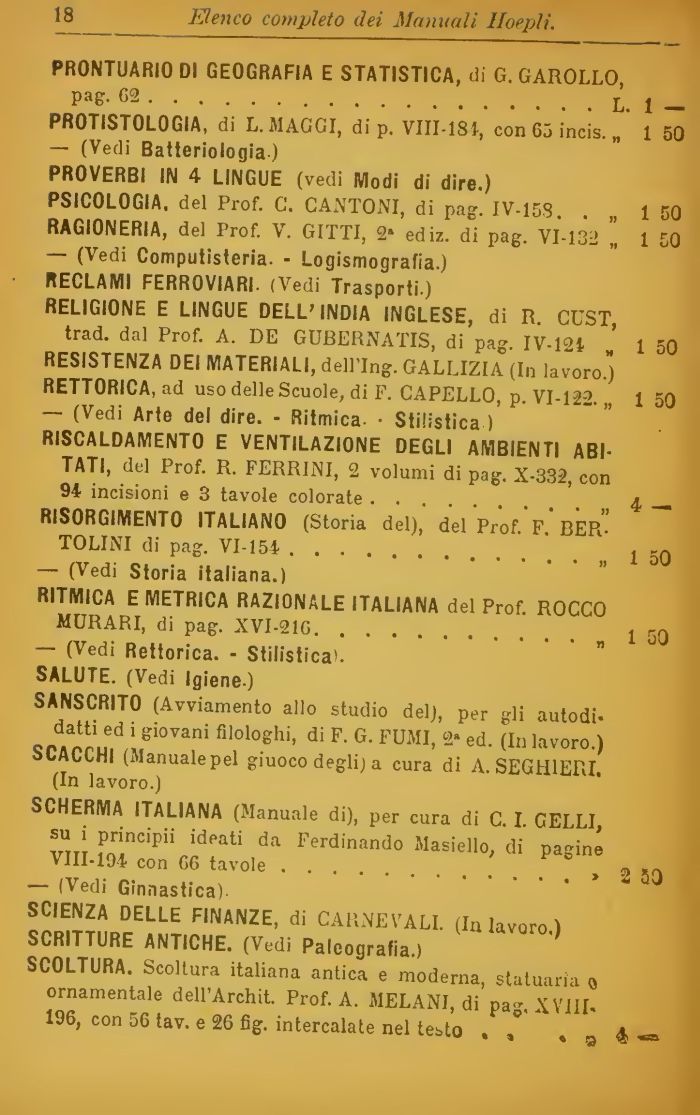 18 Elenco completo dei Manuali Hoepli.
PRONTUARIO DI GEOGRAFIA E STATISTICA, di G. GAROLLO,
pag. 62 . . . . . . . . . . . . . . . . . . L. 1 —
PROTISTOLOGIA, di L. MAGGI, di p. VIII-184, con 65 incis. „ 1 50
— (Vedi Batteriologia.)
PROVERBI IN 4 LINGUE (vedi Modi di dire.)
PSICOLOGIA, del Prof. C. CANTONI, di pag. IV-158. . „ 1 50
RAGIONERIA, del Prof. V. GITTI, 2ª ediz. di pag. VI-132 „ 1 50
— (Vedi Computisteria. - Logismografia.)
RECLAMI FERROVIARI. (Vedi Trasporti.)
RELIGIONE E LINGUE DELL'INDIA INGLESE, di R. CUST,
trad. dal Prof. A. DE GUBERNATIS, di pag. IV-124 „ 1 50
RESISTENZA DEI MATERIALI, dell'Ing. GALLIZIA (In lavoro.)
RETTORICA, ad uso delle Scuole, di F. CAPELLO, p. VI-122. „ 1 50
— (Vedi Arte del dire. - Ritmica. - Stilistica.)
RISCALDAMENTO E VENTILAZIONE DEGLI AMBIENTI ABI-
TATI, del Prof. R. FERRINI, 2 volumi di pag. X-332, con
94 incisioni e 3 tavole colorate . . . . . . . . . „ 4 —
RISORGIMENTO ITALIANO (Storia del), del Prof. F. BER-
TOLINI di pag. VI-154 . . . . . . . . . . . . „ 1 50
— (Vedi Storia italiana.)
RITMICA E METRICA RAZIONALE ITALIANA del Prof. ROCCO
MURARI, di pag. XVI-216. . . . . . . . . . . . „ 1 50
— (Vedi Rettorica. - Stilistica).
SALUTE. (Vedi Igiene.)
SANSCRITO (Avviamento allo studio del), per gli autodi-
datti ed i giovani filologhi, di F. G. FUMI, 2ª ed. (In lavoro.)
SCACCHI (Manuale pel giuoco degli) a cura di A. SEGHIERI.
(In lavoro.)
SCHERMA ITALIANA (Manuale di), per cura di C. I. GELLI,
su i principii ideati da Ferdinando Masiello, di pagine
VIII-194 con 66 tavole . . . . . . . . . . . . . „ 2 50
— (Vedi Ginnastica).
SCIENZA DELLE FINANZE, di CARNEVALI. (In lavoro.)
SCRITTURE ANTICHE. (Vedi Paleografia.)
SCOLTURA. Scoltura italiana antica e moderna, statuaria o
ornamentale dell'Archit. Prof. A. MELANI, di pag. XVIII-
196, con 56 tav. e 26 fig. intercalate nel testo . . . „ 4 —